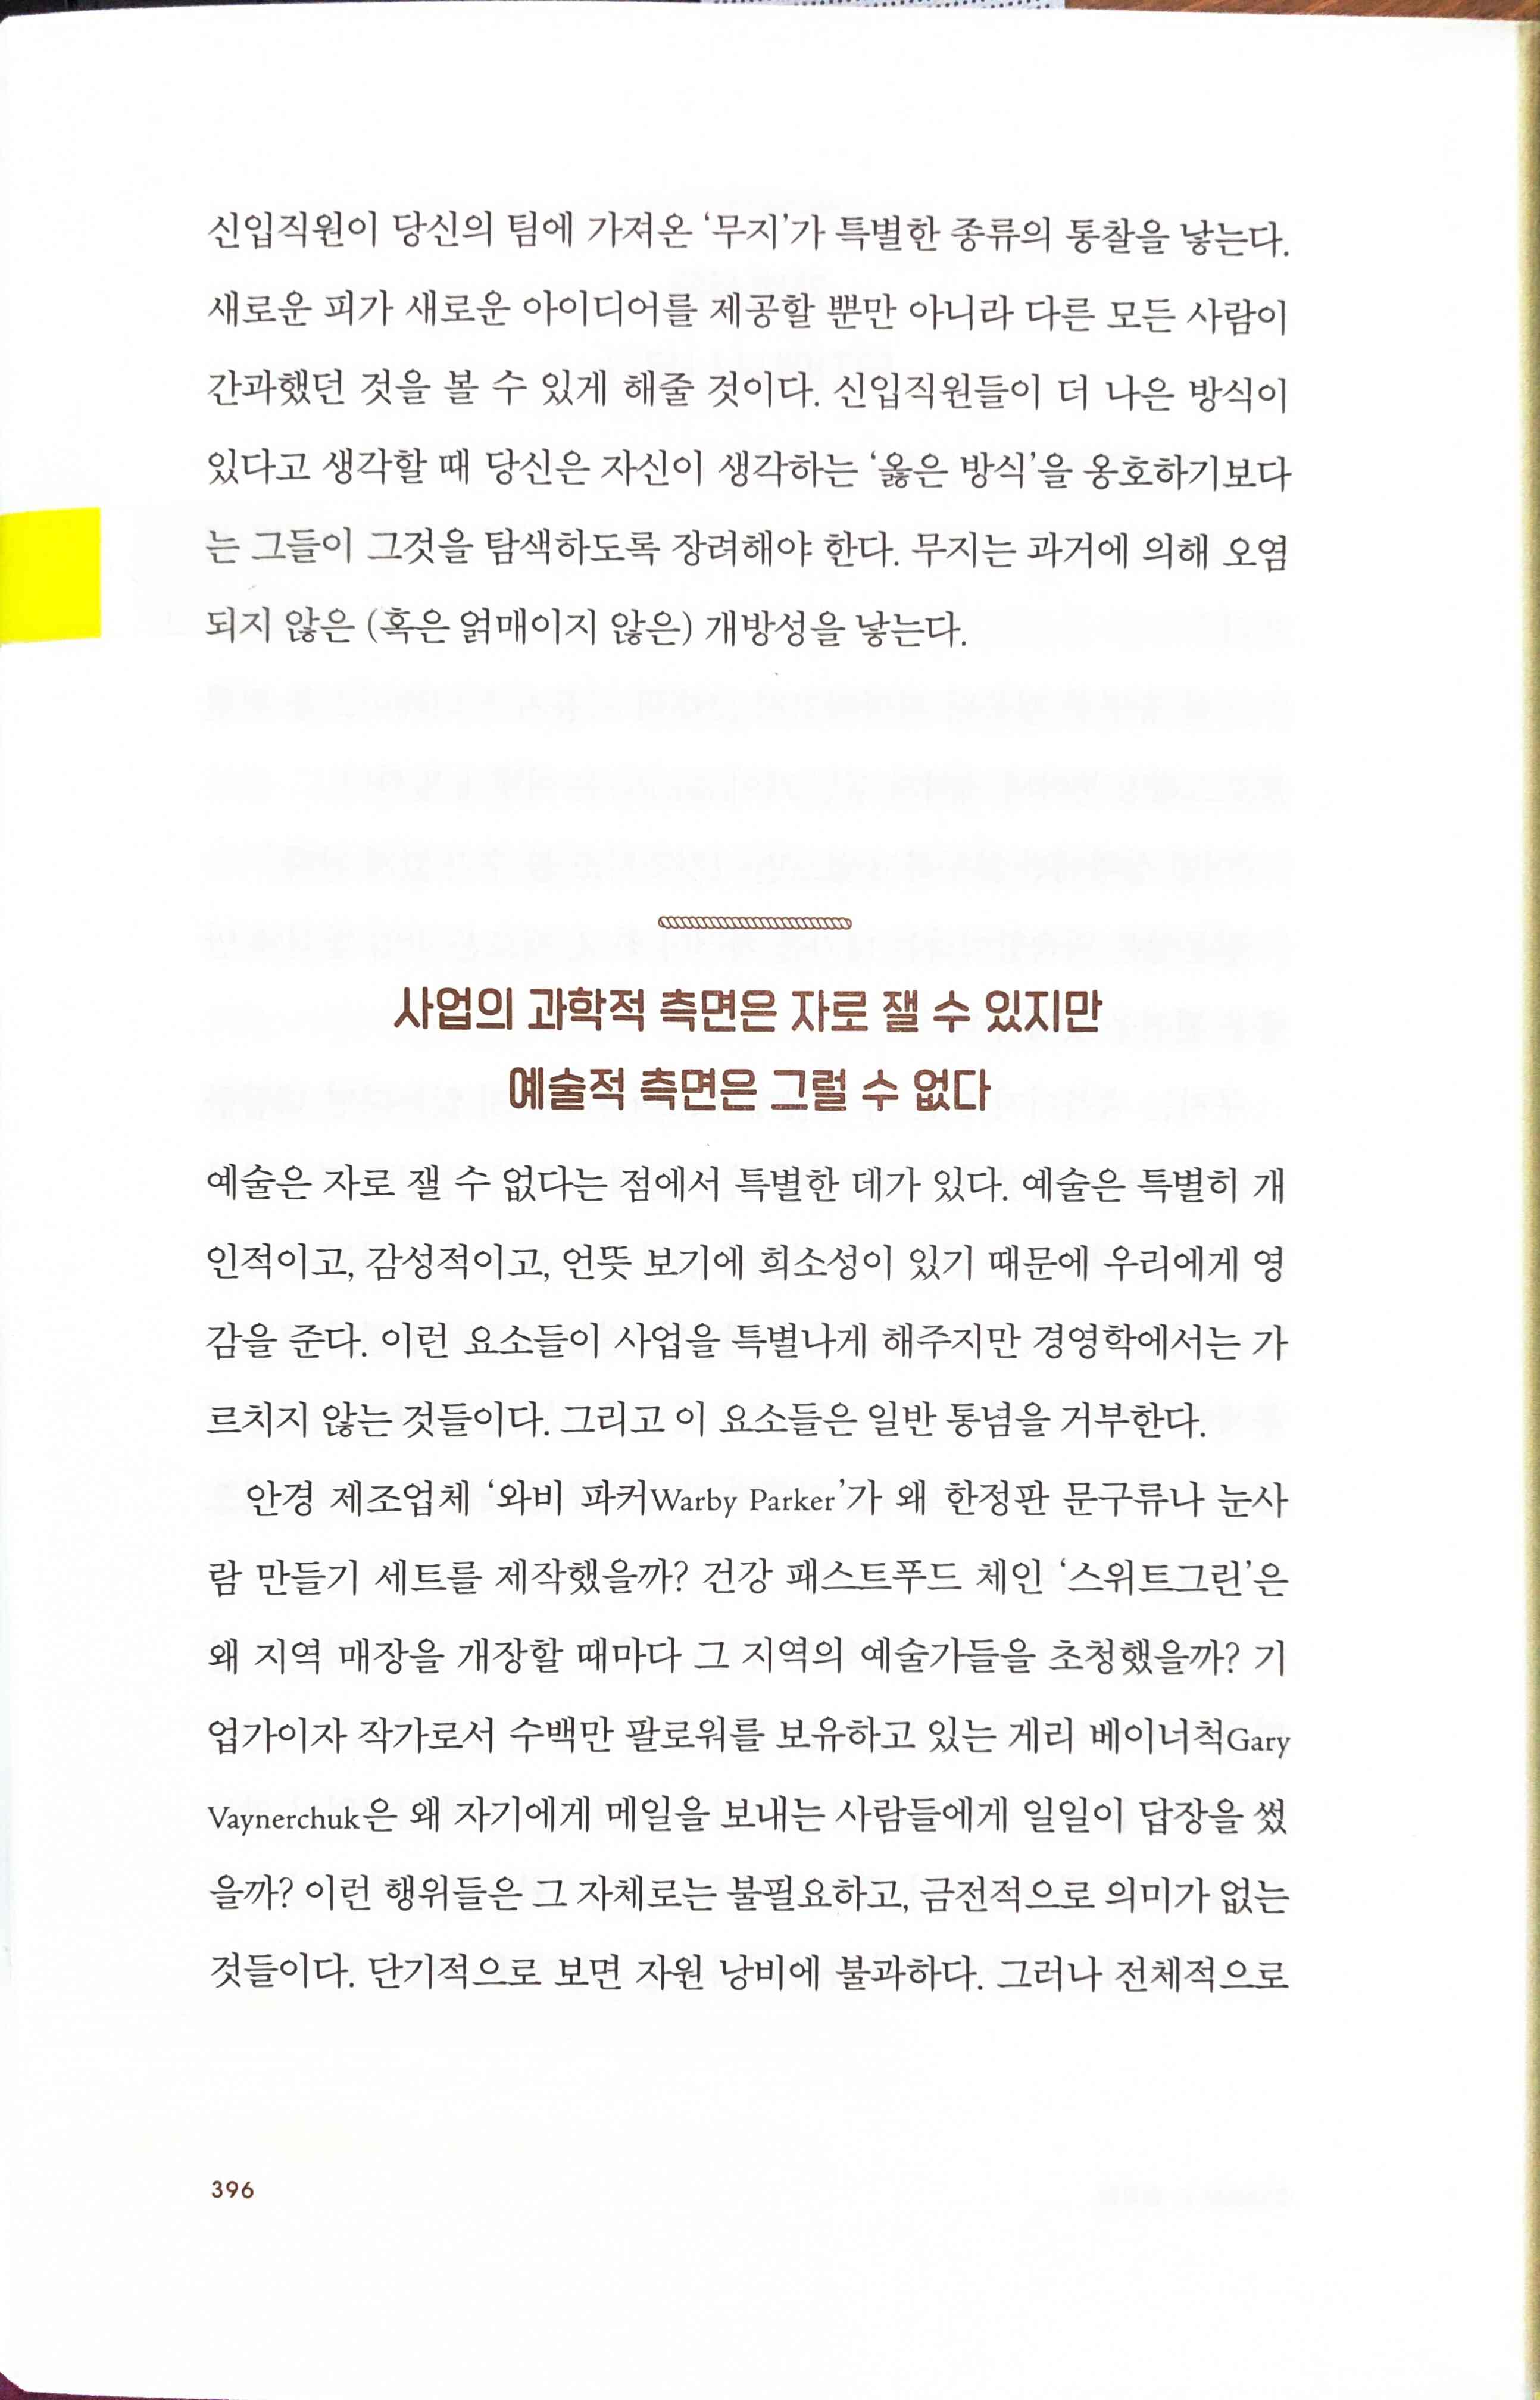 신입직원이 당신의 팀에 가져온 ‘무지’가 특별한 종류의 통찰을 낳는다.
새로운 피가 새로운 아이디어를 제공할 뿐만 아니라 다른 모든 사람이
간과했던 것을 볼 수 있게 해줄 것이다. 신입직원들이 더 나은 방식이
있다고 생각할 때 당신은 자신이 생각하는 ‘옳은 방식’을 옹호하기보다
는 그들이 그것을 탐색하도록 장려해야 한다. 무지는 과거에 의해 오염
되지 않은 (혹은 얽매이지 않은) 개방성을 낳는다.
사업의 과학적 측면은 자로 잴 수 있지만
예술적 측면은 그럴 수 없다
예술은 자로 잴 수 없다는 점에서 특별한 데가 있다. 예술은 특별히 개
인적이고, 감성적이고, 언뜻 보기에 희소성이 있기 때문에 우리에게 영
감을 준다. 이런 요소들이 사업을 특별나게 해주지만 경영학에서는 가
르치지 않는 것들이다. 그리고 이 요소들은 일반 통념을 거부한다.
안경 제조업체 ‘와비 파커Warby Parker’가 왜 한정판 문구류나 눈사
람 만들기 세트를 제작했을까? 건강 패스트푸드 체인 ‘스위트그린’은
왜 지역 매장을 개장할 때마다 그 지역의 예술가들을 초청했을까? 기
업가이자 작가로서 수백만 팔로워를 보유하고 있는 게리 베이너척Gary
Vaynerchuk은 왜 자기에게 메일을 보내는 사람들에게 일일이 답장을 썼
을까? 이런 행위들은 그 자체로는 불필요하고, 금전적으로 의미가 없는
것들이다. 단기적으로 보면 자원 낭비에 불과하다. 그러나 전체적으로
396